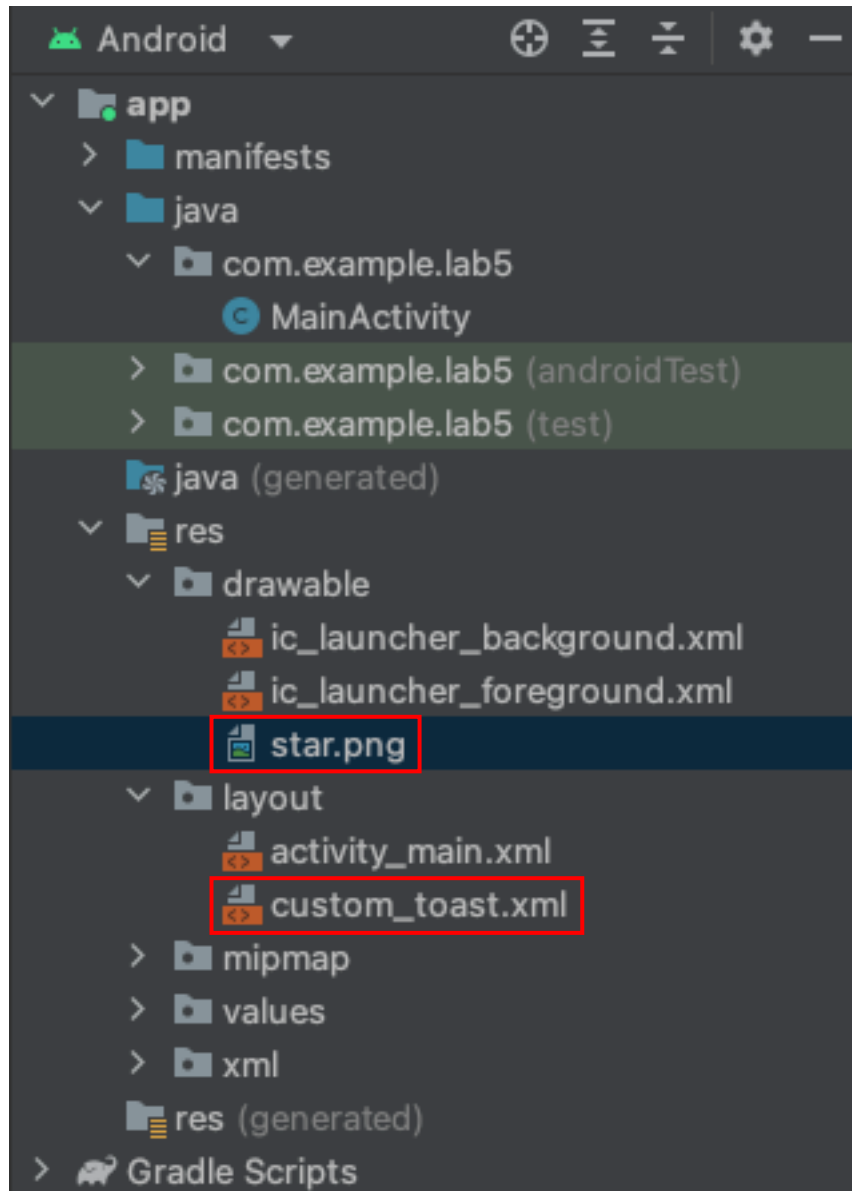 Android
app
manifests
java
com.example.lab5
C MainActivity
com.example.lab5 (androidTest)
com.example.lab5 (test)
java (generated)
res
drawable
ic_launcher_background.xml
ic_launcher_foreground.xml
star.png
layout
activity_main.xml
custom_toast.xml
mipmap
values
xml
res (generated)
Gradle Scripts